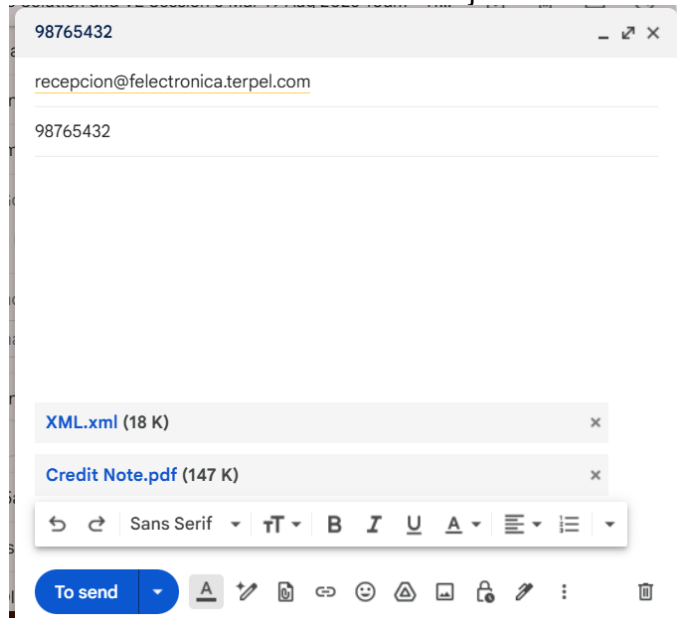 98765432
recepcion@felectronica.terpel.com
98765432
XML.xml (18 K)
Credit Note.pdf (147 K)
Sans Serif
B I U A
To send A